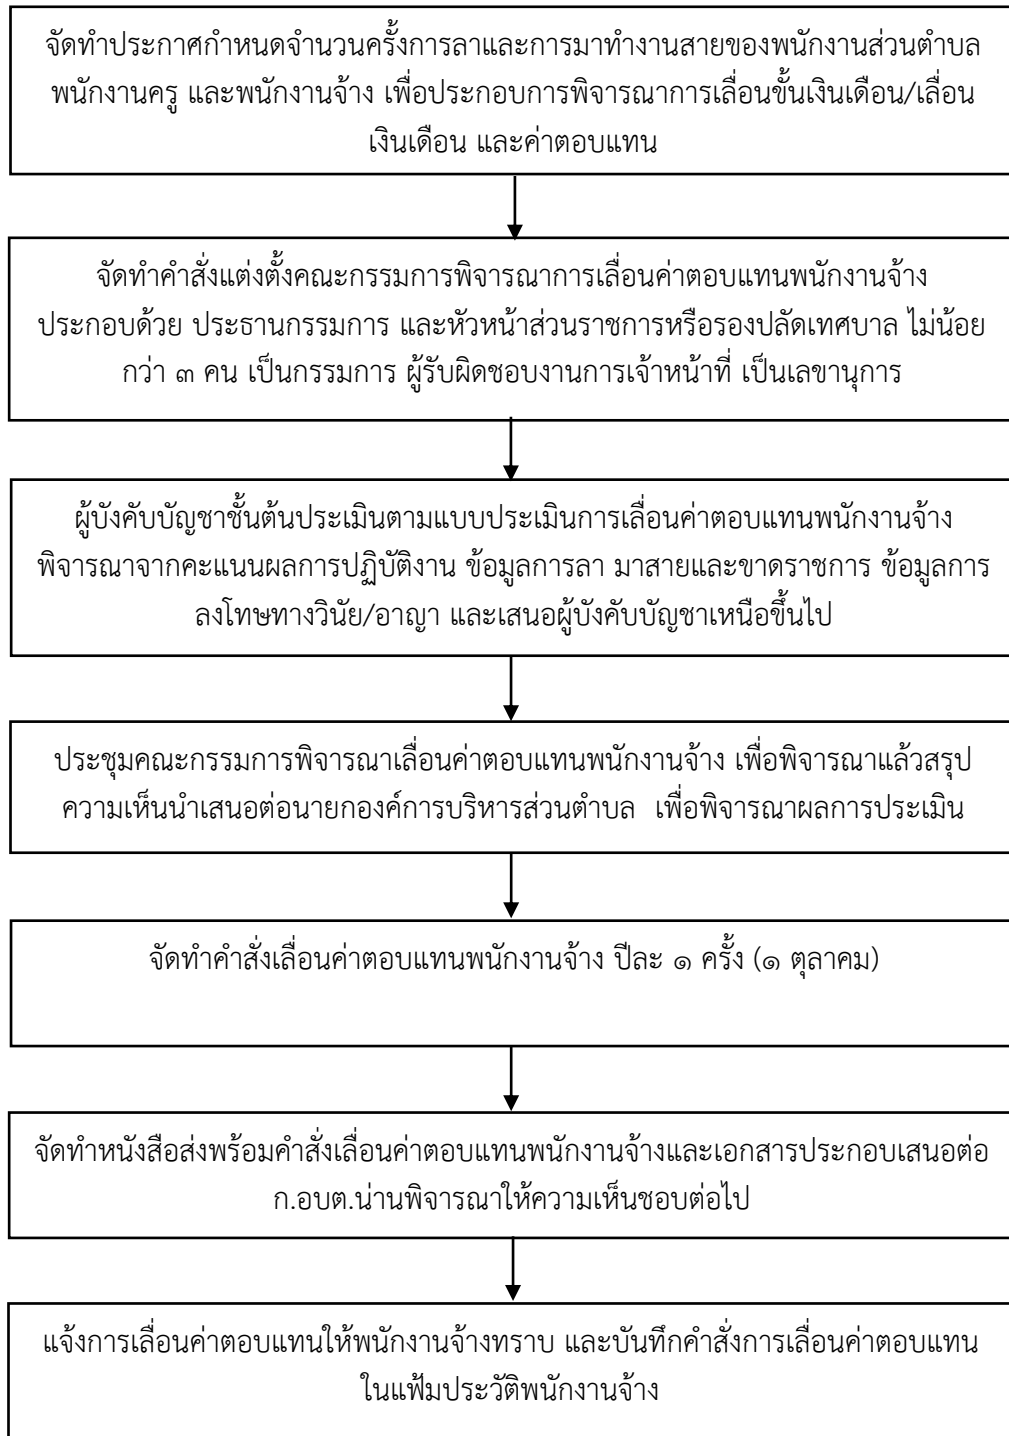 จัดทำประกาศกำหนดจำนวนครั้งการลาและการมาทำงานสายของพนักงานส่วนตำบล
พนักงานครู และพนักงานจ้าง เพื่อประกอบการพิจารณาการเลื่อนขั้นเงินเดือน/เลื่อน
เงินเดือน และค่าตอบแทน
จัดทำคำสั่งแต่งตั้งคณะกรรมการพิจารณาการเลื่อนค่าตอบแทนพนักงานจ้าง
ประกอบด้วย ประธานกรรมการ และหัวหน้าส่วนราชการหรือรองปลัดเทศบาล ไม่น้อย
กว่า ๓ คน เป็นกรรมการ ผู้รับผิดชอบงานการเจ้าหน้าที่ เป็นเลขานุการ
ผู้บังคับบัญชาชั้นต้นประเมินตามแบบประเมินการเลื่อนค่าตอบแทนพนักงานจ้าง
พิจารณาจากคะแนนผลการปฏิบัติงาน ข้อมูลการลา มาสายและขาดราชการ ข้อมูลการ
ลงโทษทางวินัย/อาญา และเสนอผู้บังคับบัญชาเหนือขึ้นไป
ประชุมคณะกรรมการพิจารณาเลื่อนค่าตอบแทนพนักงานจ้าง เพื่อพิจารณาแล้วสรุป
ความเห็นนำเสนอต่อนายกองค์การบริหารส่วนตำบล เพื่อพิจารณาผลการประเมิน
จัดทำคำสั่งเลื่อนค่าตอบแทนพนักงานจ้าง ปีละ ๑ ครั้ง (๑ ตุลาคม)
จัดทำหนังสือส่งพร้อมคำสั่งเลื่อนค่าตอบแทนพนักงานจ้างและเอกสารประกอบเสนอต่อ
ก.อบต.น่านพิจารณาให้ความเห็นชอบต่อไป
แจ้งการเลื่อนค่าตอบแทนให้พนักงานจ้างทราบ และบันทึกคำสั่งการเลื่อนค่าตอบแทน
ในแฟ้มประวัติพนักงานจ้าง